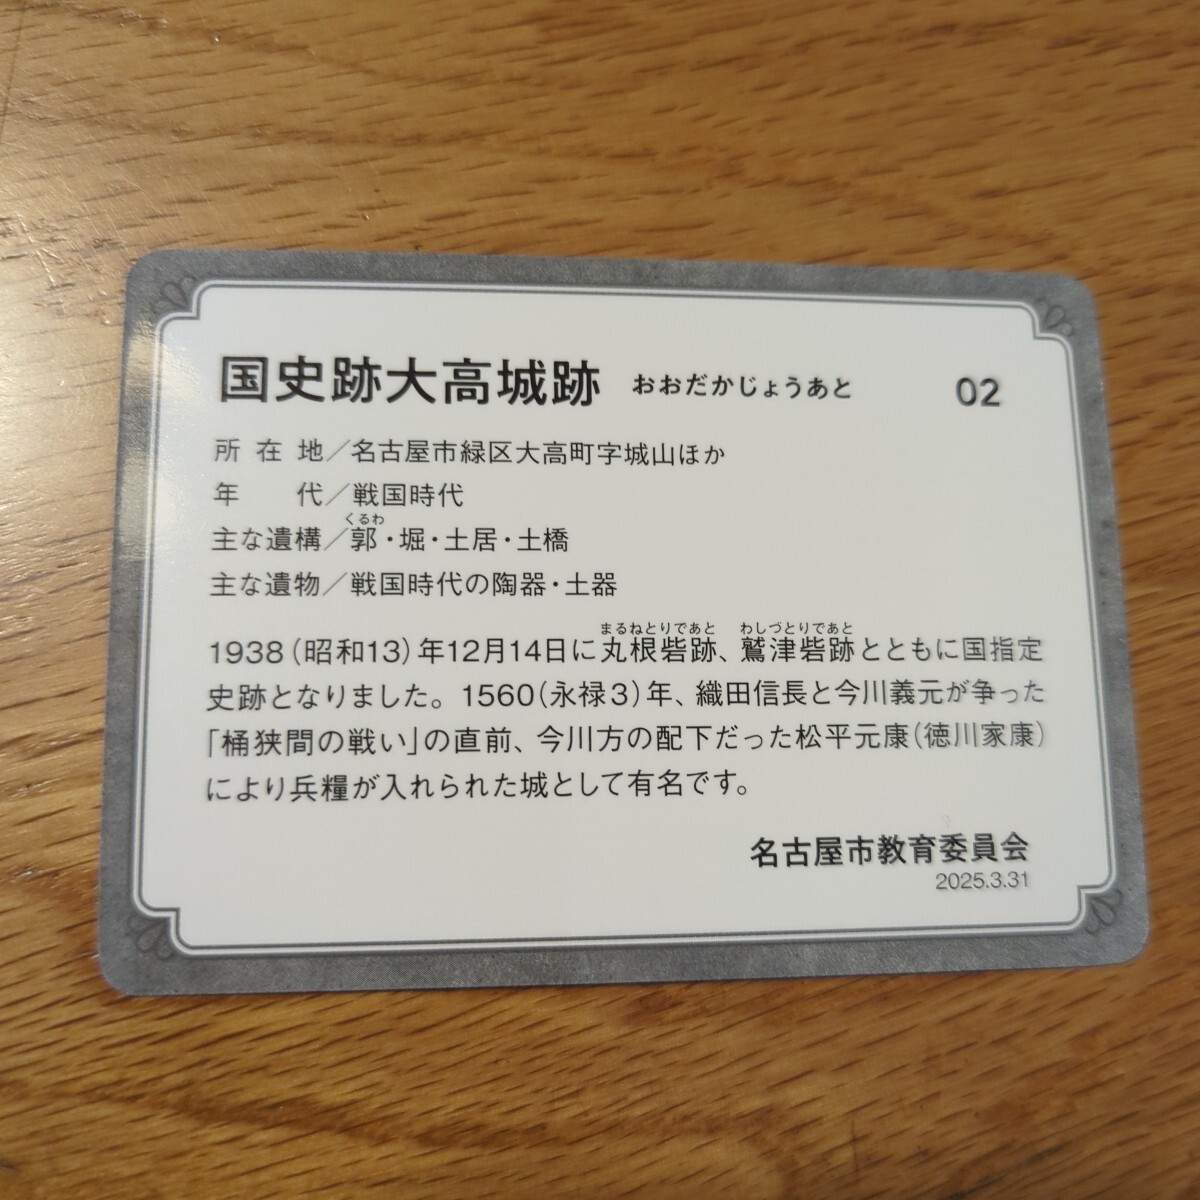 国史跡大高城跡 おおだかじょうあと 02
所在地／名古屋市緑区大高町字城山ほか
年代／戦国時代
くるわ
主な遺構／郭・堀・土居・土橋
主な遺物／戦国時代の陶器・土器
まるねとりであと わしづとりであと
1938（昭和13）年12月14日に丸根砦跡、鷲津砦跡とともに国指定
史跡となりました。1560（永禄3）年、織田信長と今川義元が争った
「桶狭間の戦い」の直前、今川方の配下だった松平元康（徳川家康）
により兵糧が入れられた城として有名です。
名古屋市教育委員会
2025.3.31